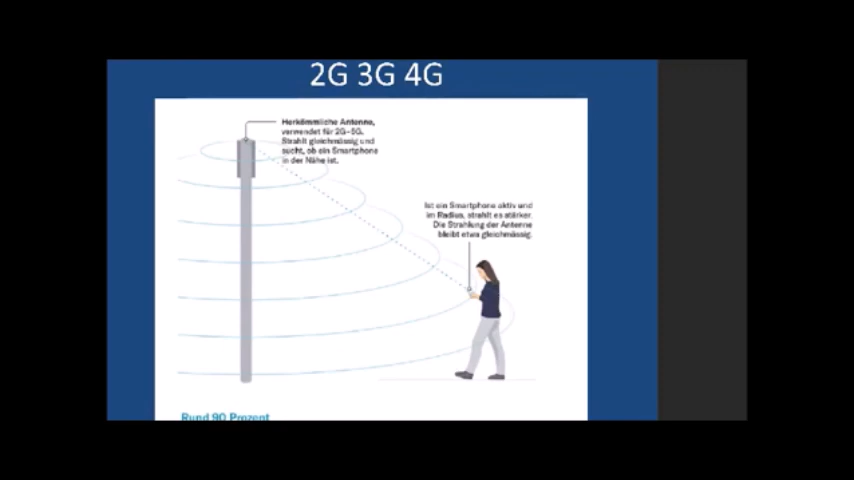 2G 3G 4G
Herkömmliche Antenne,
verwendet für 2G–5G.
Strahlt gleichmässig und
sucht, ob ein Smartphone
in der Nähe ist.
Ist ein Smartphone aktiv und
im Radius, strahlt es stärker.
Die Strahlung der Antenne
bleibt etwa gleichmässig.
Rund 90 Prozent